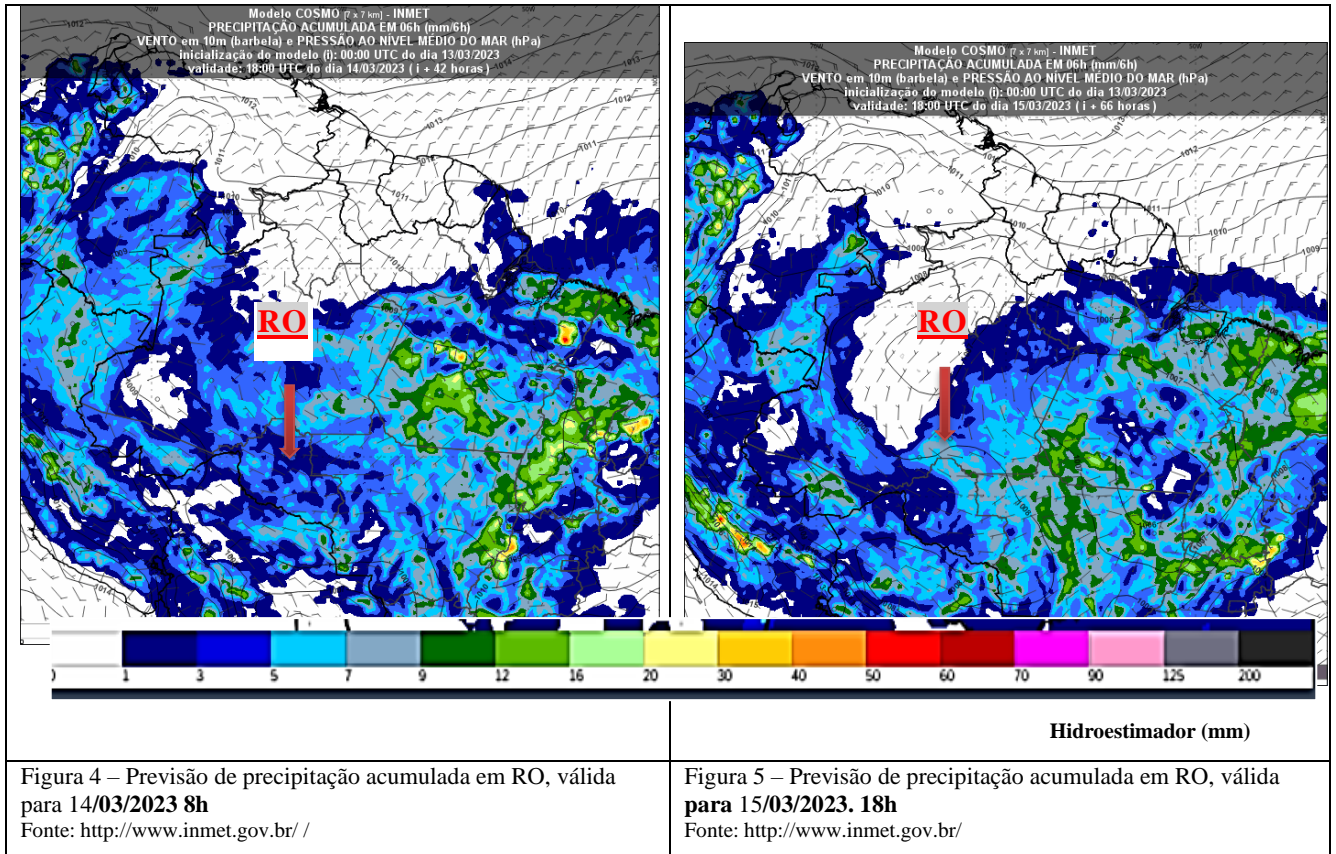 Modelo COSMO [7 x 7 km] - INMET
PRECIPITAÇÃO ACUMULADA EM 06h (mm/6h)
VENTO em 10m (barbela) e PRESSÃO AO NÍVEL MÉDIO DO MAR (hPa)
inicialização do modelo (i): 00:00 UTC do dia 13/03/2023
validade: 18:00 UTC do dia 14/03/2023 ( i + 42 horas )
RO
Modelo COSMO [7 x 7 km] - INMET
PRECIPITAÇÃO ACUMULADA EM 06h (mm/6h)
VENTO em 10m (barbela) e PRESSÃO AO NÍVEL MÉDIO DO MAR (hPa)
inicialização do modelo (i): 00:00 UTC do dia 13/03/2023
validade: 18:00 UTC do dia 15/03/2023 ( i + 66 horas )
RO
1 3 5 7 9 12 16 20 30 40 50 60 70 90 125 200
Hidroestimador (mm)
Figura 4 – Previsão de precipitação acumulada em RO, válida
para 14/03/2023 8h
Fonte: http://www.inmet.gov.br/ /
Figura 5 – Previsão de precipitação acumulada em RO, válida
para 15/03/2023. 18h
Fonte: http://www.inmet.gov.br/